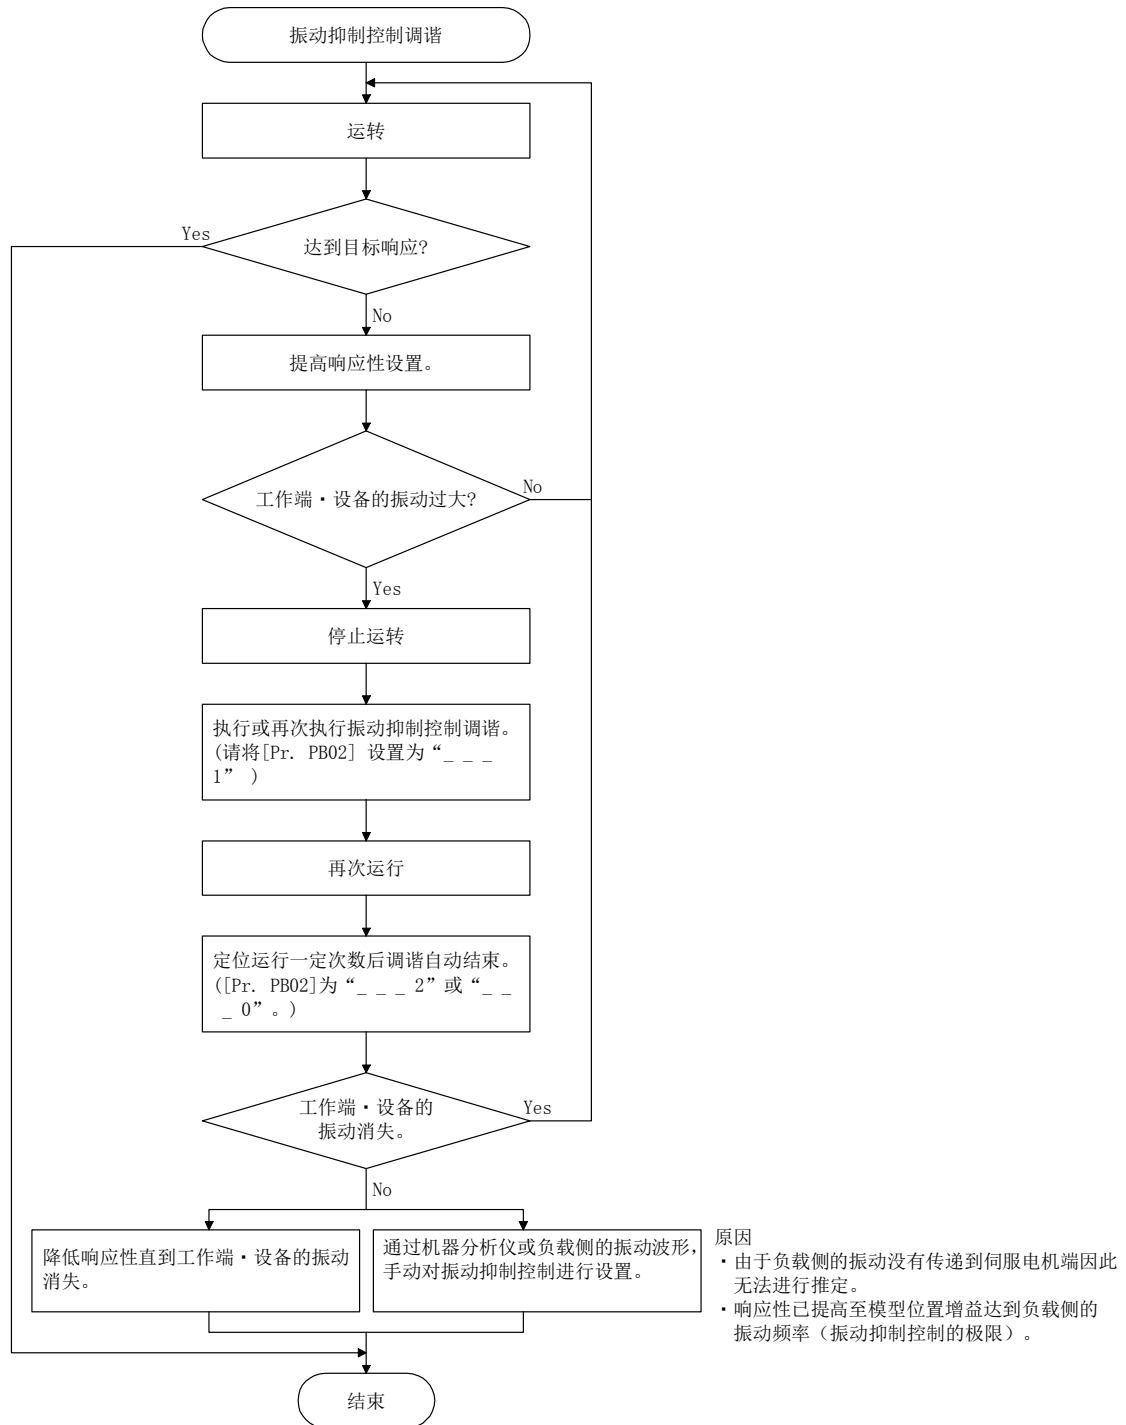 振动抑制控制调谐
运转
Yes
达到目标响应?
No
提高响应性设置。
工作端·设备的振动过大?
No
Yes
停止运转
执行或再次执行振动抑制控制调谐。
(请将[Pr. PB02] 设置为“_ _ _
1” )
再次运行
定位运行一定次数后调谐自动结束。
([Pr. PB02]为“_ _ _ 2”或“_ _
_ 0”。)
工作端·设备的
振动消失。
Yes
No
降低响应性直到工作端·设备的振动
消失。
通过机器分析仪或负载侧的振动波形，
手动对振动抑制控制进行设置。
原因
·由于负载侧的振动没有传递到伺服电机端因此
无法进行推定。
·响应性已提高至模型位置增益达到负载侧的
振动频率（振动抑制控制的极限）。
结束